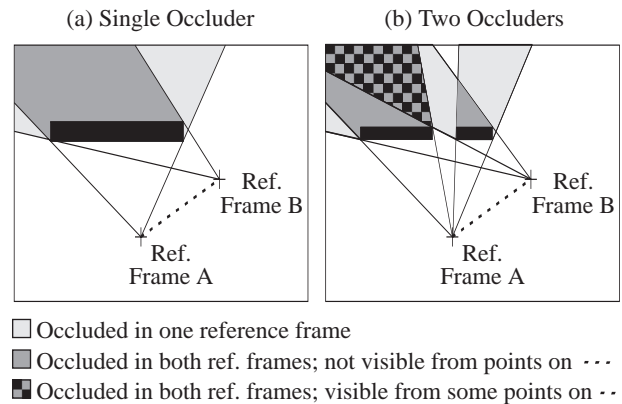 (a) Single Occluder
(b) Two Occluders
Ref.
Frame B
Ref.
Frame A
Ref.
Frame B
Ref.
Frame A
Occluded in one reference frame
Occluded in both ref. frames; not visible from points on
Occluded in both ref. frames; visible from some points on